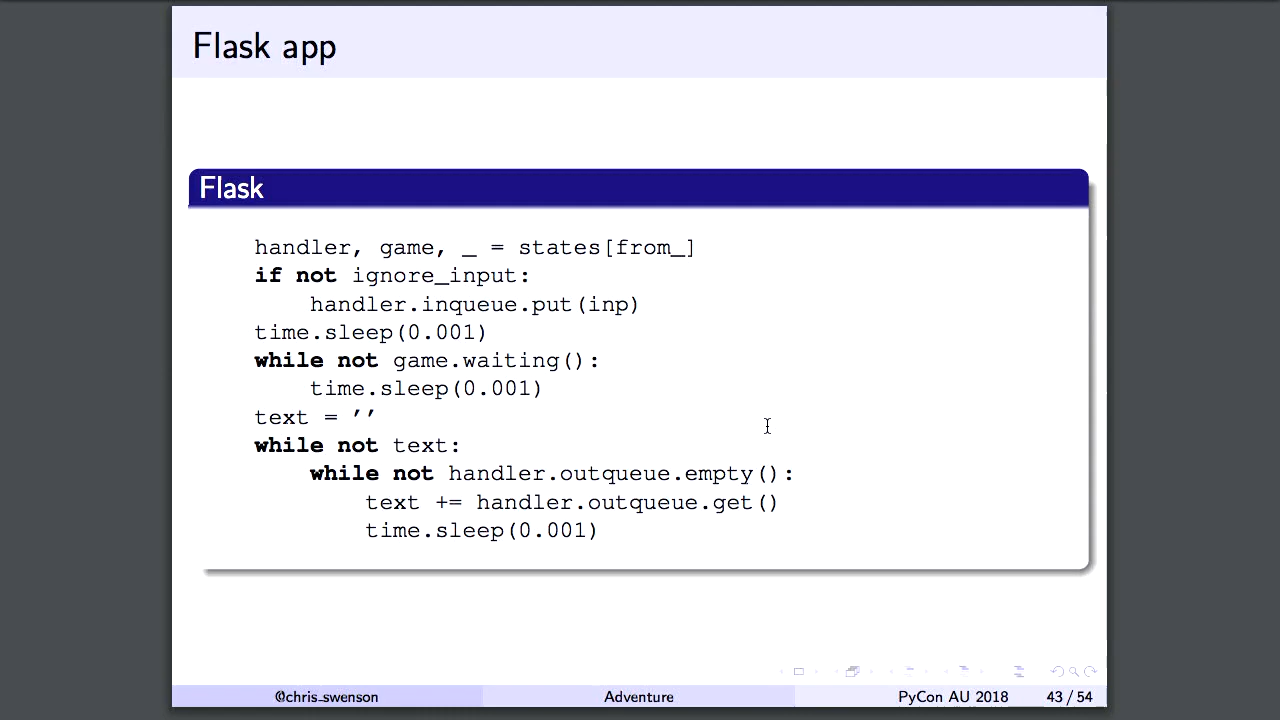 Flask app
Flask
handler, game, _ = states[from_]
if not ignore_input:
    handler.inqueue.put(inp)
time.sleep(0.001)
while not game.waiting():
    time.sleep(0.001)
text = ’’
while not text:
    while not handler.outqueue.empty():
        text += handler.outqueue.get()
        time.sleep(0.001)
@chris_swenson Adventure PyCon AU 2018 43 / 54